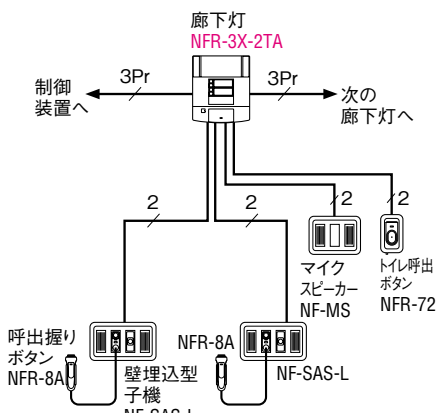 廊下灯
NFR-3X-2TA
3Pr
3Pr
制御
装置へ
次の
廊下灯へ
2
2
2
2
マイク
スピーカー
NF-MS
トイレ呼出
ボタン
NFR-72
呼出握り
ボタン
NFR-8A
壁埋込型
子機
NF-SAS-L
NFR-8A
NF-SAS-L